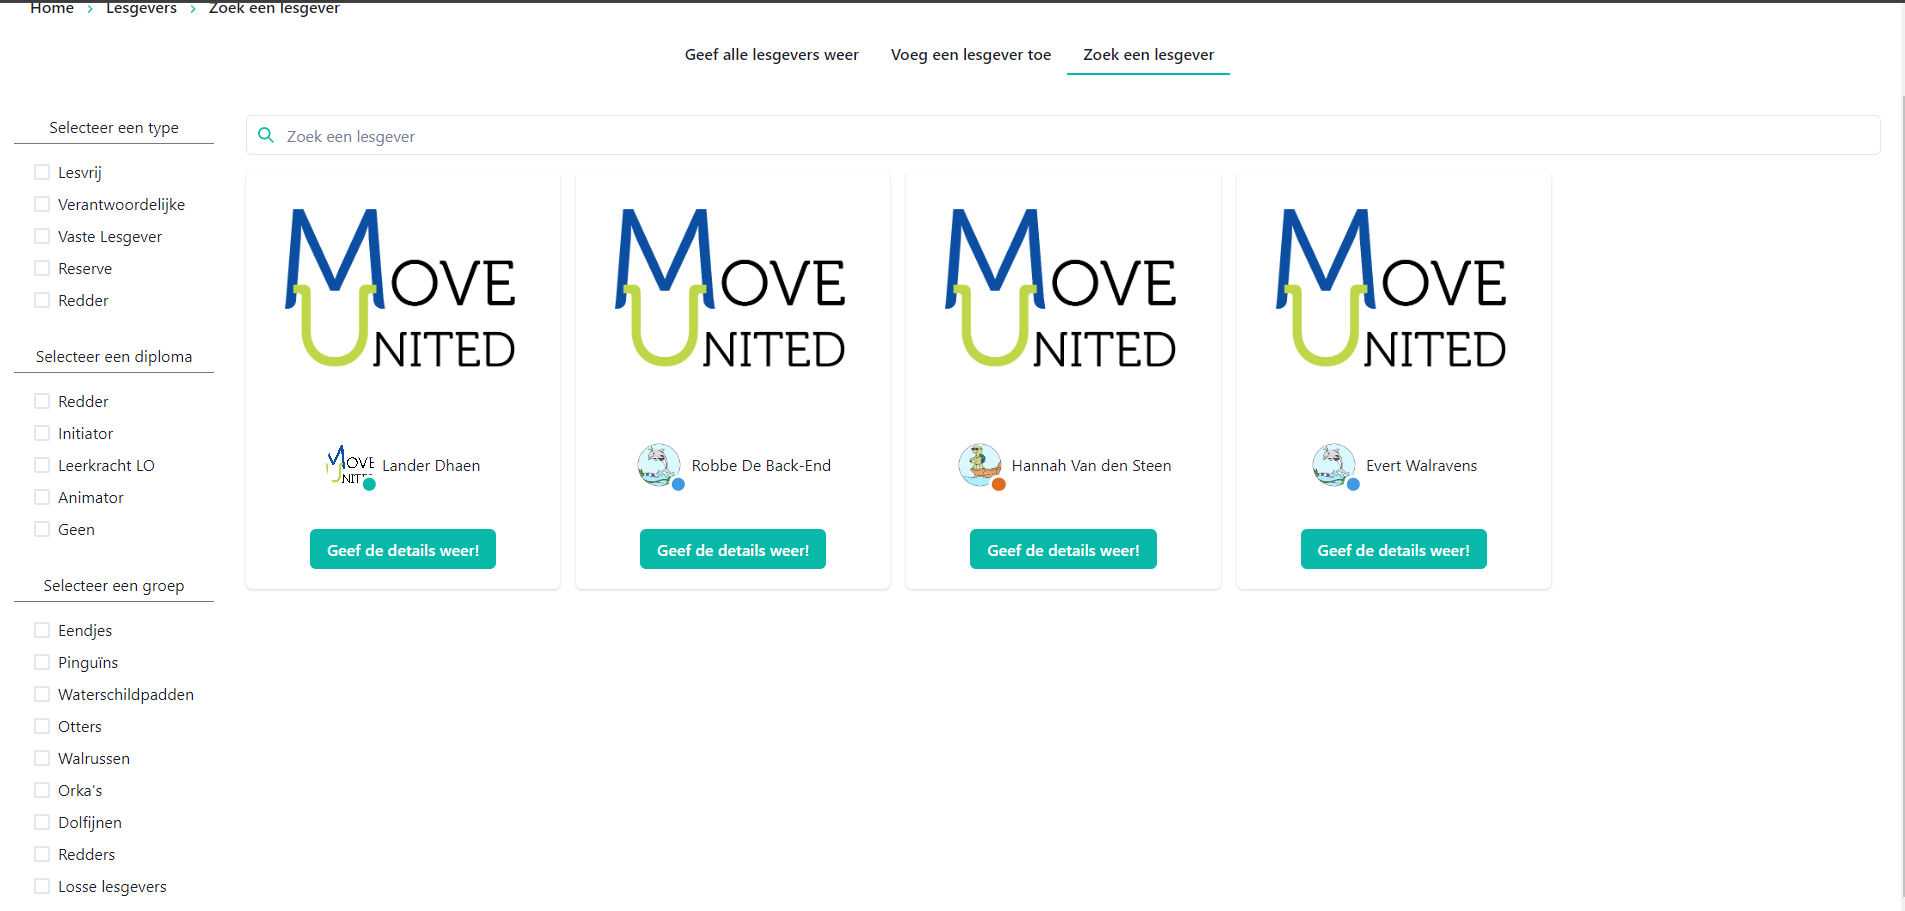 Home > Lesgevers > Zoek een lesgever
Geef alle lesgevers weer Voeg een lesgever toe Zoek een lesgever
Selecteer een type
Lesvrij
Verantwoordelijke
Vaste Lesgever
Reserve
Redder
Selecteer een diploma
Redder
Initiator
Leerkracht LO
Animator
Geen
Selecteer een groep
Eendjes
Pinguïns
Waterschildpadden
Otters
Walrussen
Orka's
Dolfijnen
Redders
Losse lesgevers
Zoek een lesgever
MOVE
UNITED
MOVE
UNITED
Lander Dhaen
Geef de details weer!
MOVE
UNITED
Robbe De Back-End
Geef de details weer!
MOVE
UNITED
Hannah Van den Steen
Geef de details weer!
MOVE
UNITED
Evert Walravens
Geef de details weer!